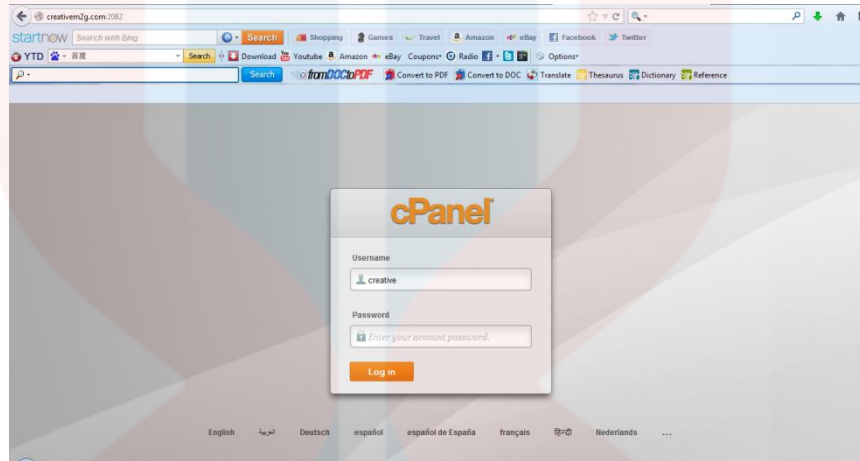 creativem2g.com:2082
startnow Search with Bing Search Shopping Games Travel Amazon eBay Facebook Twitter
YTD 百度 Search Download Youtube Amazon eBay Coupons Radio Options
Search fromDOCtoPDF Convert to PDF Convert to DOC Translate Thesaurus Dictionary Reference
cPanel
Username
creative
Password
Enter your account password.
Log in
English العربية Deutsch español español de España français हिन्दी Nederlands ...